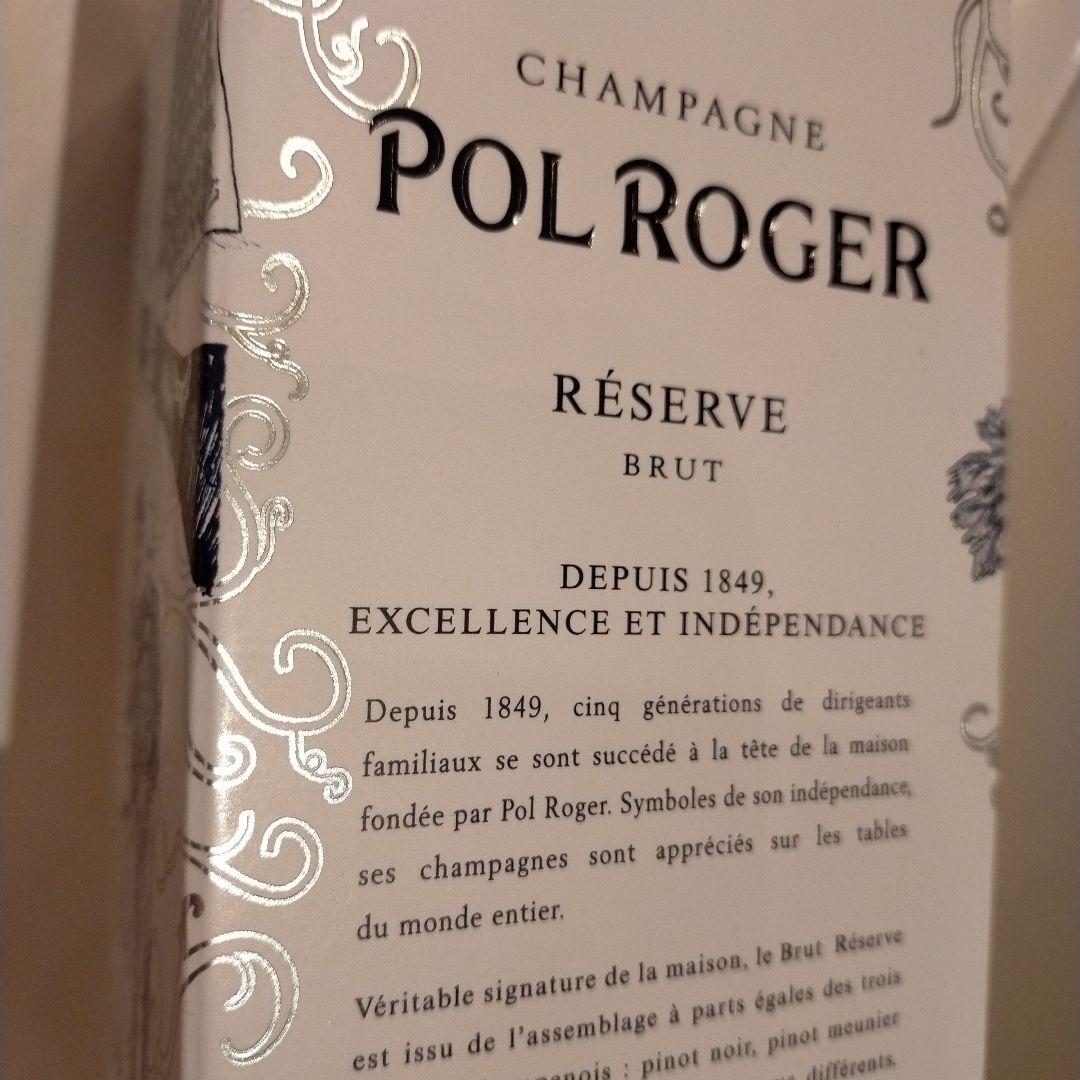 CHAMPAGNE
POL ROGER
RÉSERVE
BRUT
DEPUIS 1849,
EXCELLENCE ET INDÉPENDANCE
Depuis 1849, cinq générations de dirigeants
familiaux se sont succédé à la tête de la maison
fondée par Pol Roger. Symboles de son indépendance,
ses champagnes sont appréciés sur les tables
du monde entier.
Véritable signature de la maison, le Brut Réserve
est issu de l'assemblage à parts égales des trois
: pinot noir, pinot meunier
différents.